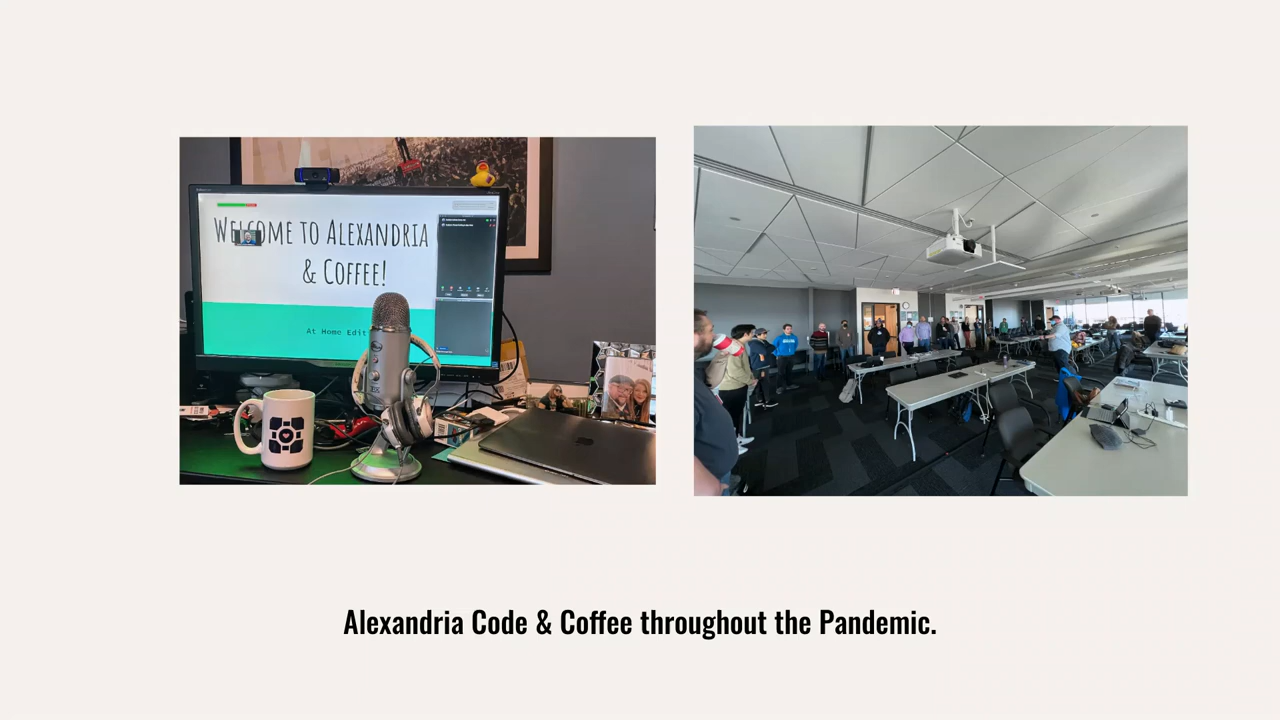 WELCOME TO ALEXANDRIA
& COFFEE!
At Home Edit
Alexandria Code & Coffee throughout the Pandemic.